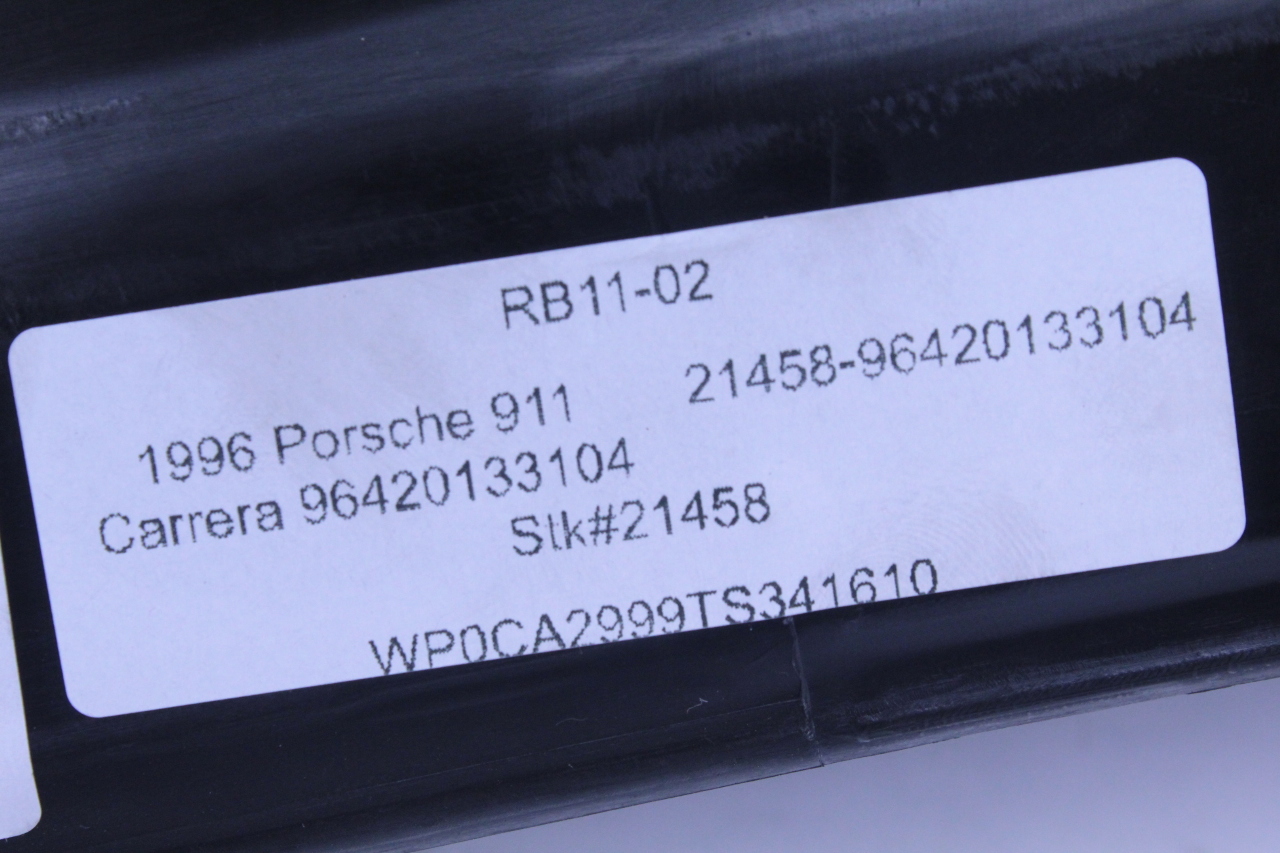 RB11-02
21458-96420133104
1996 Porsche 911
Carrera 96420133104
Stk#21458
WP0CA2999TS341610